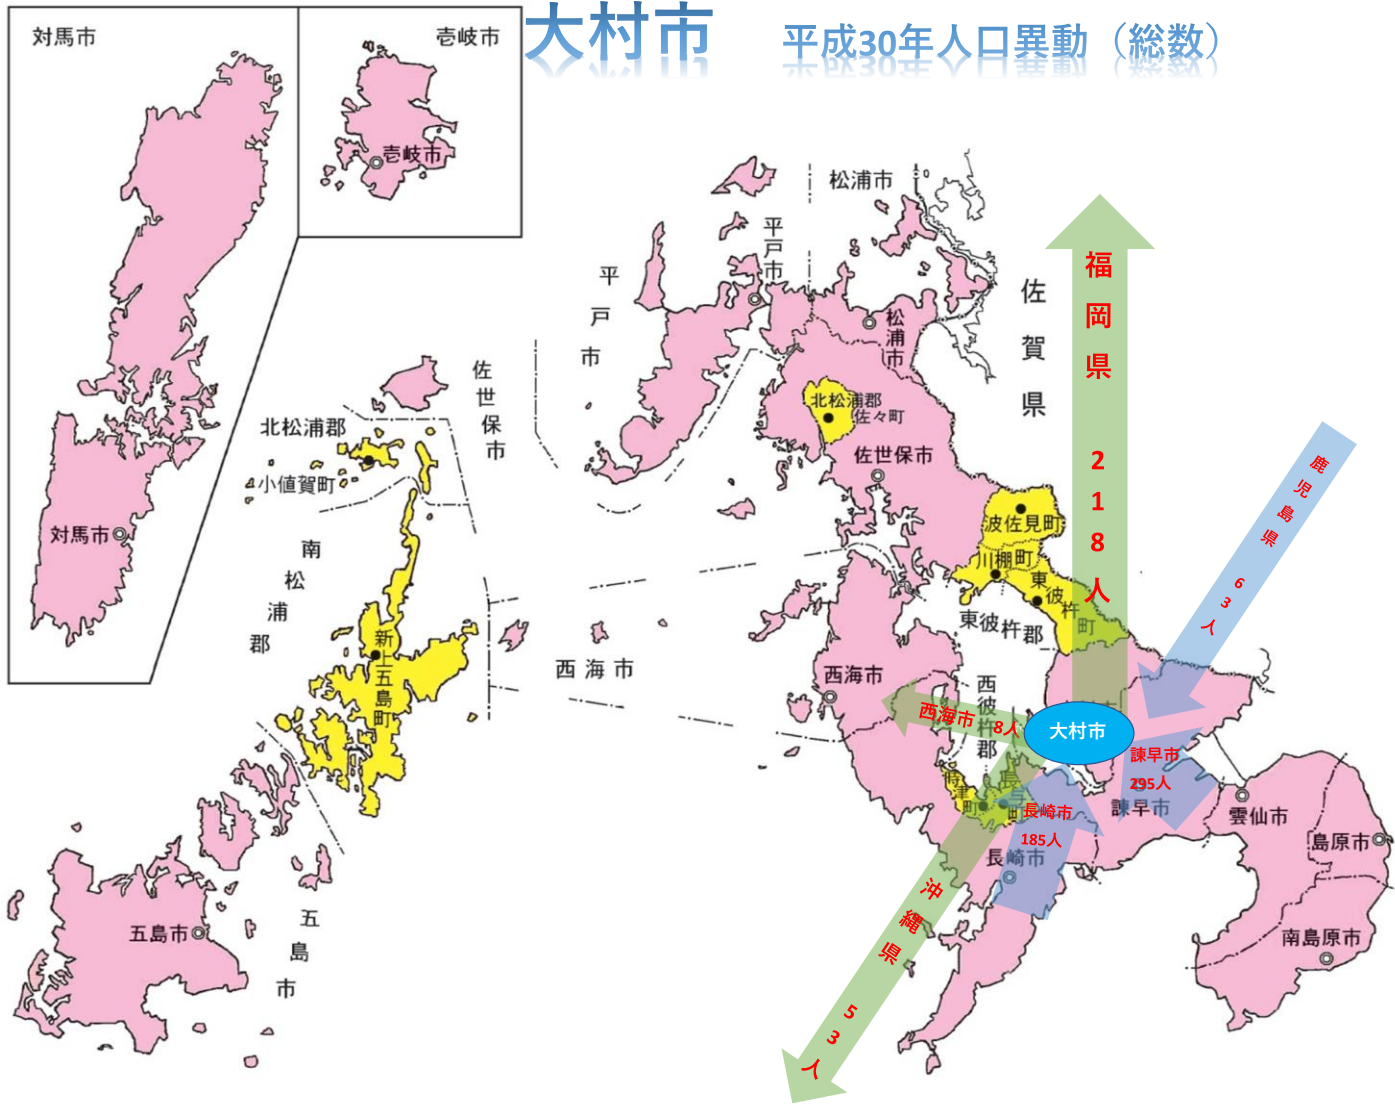 大村市
平成30年人口異動（総数）
対馬市
壱岐市
壱岐市
対馬市
松浦市
平戸市
平戸市
松浦市
佐賀県
福岡県 218人
鹿児島県 63人
佐世保市
北松浦郡
小値賀町
北松浦郡
佐々町
佐世保市
波佐見町
川棚町
東彼杵町
東彼杵郡
南松浦郡
新上五島町
西海市
西海市
西彼杵郡
西海市 8人
大村市
諫早市
295人
諫早市
時津町
長与町
長崎市
185人
長崎市
雲仙市
島原市
南島原市
沖縄県 53人
五島市
五島市